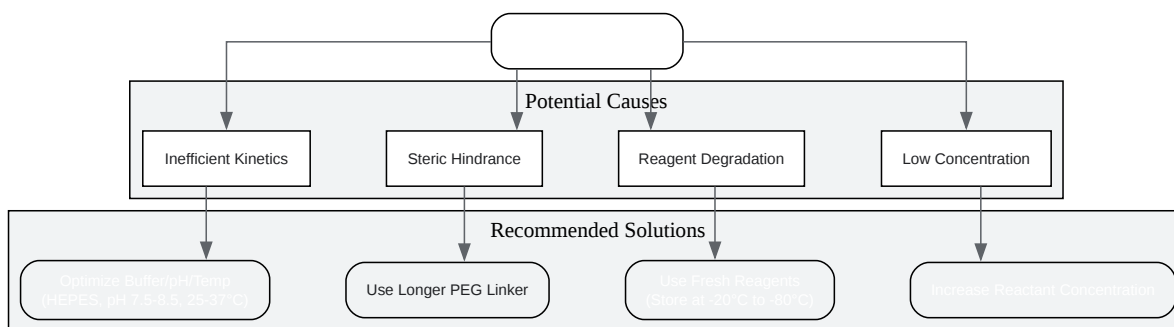 Potential Causes
Inefficient Kinetics
Steric Hindrance
Reagent Degradation
Low Concentration
Recommended Solutions
Optimize Buffer/pH/Temp
(HEPES, pH 7.5-8.5, 25-37°C)
Use Longer PEG Linker
Use Fresh Reagents
(Store at -20°C to -80°C)
Increase Reactant Concentration